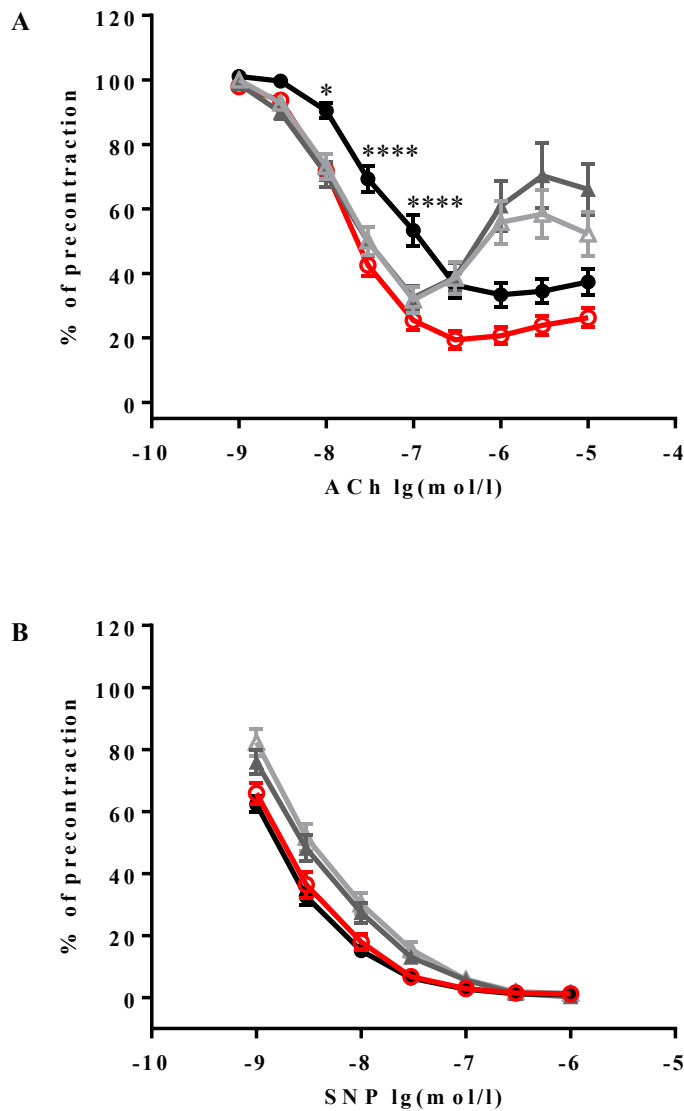 A
120
100
80
60
40
20
0
% of precontraction
*
****
****
-10 -9 -8 -7 -6 -5 -4
ACh lg(mol/l)
B
120
100
80
60
40
20
0
% of precontraction
-10 -9 -8 -7 -6 -5
SNP lg(mol/l)